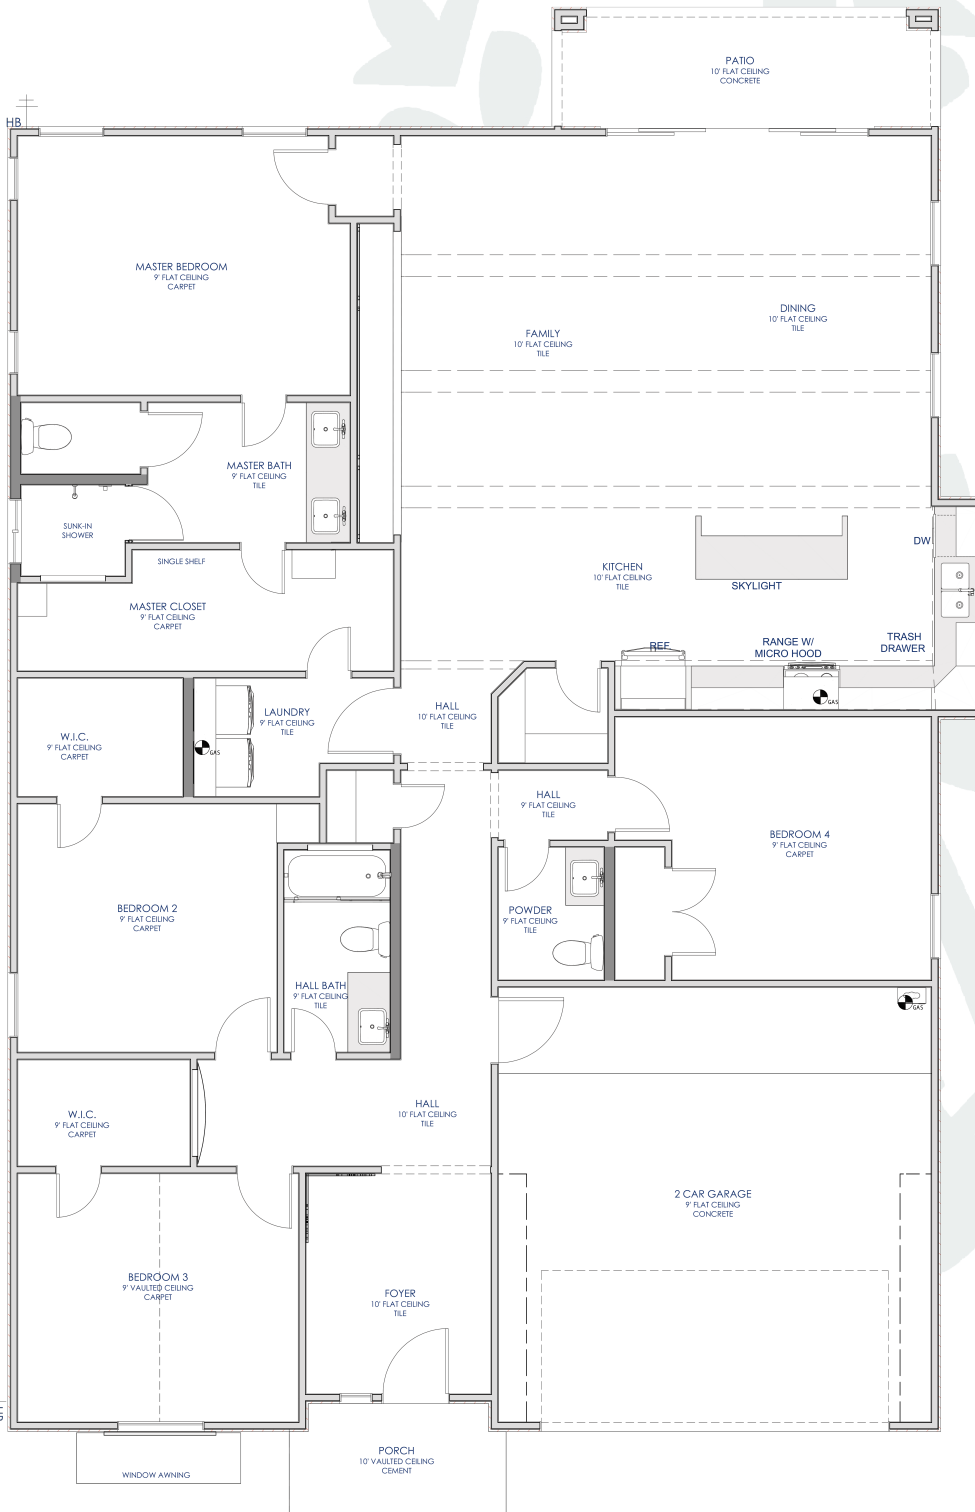 PATIO
10' FLAT CEILING
CONCRETE
HB
MASTER BEDROOM
9' FLAT CEILING
CARPET
DINING
10' FLAT CEILING
TILE
FAMILY
10' FLAT CEILING
TILE
MASTER BATH
9' FLAT CEILING
TILE
SUNK-IN
SHOWER
DW
SINGLE SHELF
KITCHEN
10' FLAT CEILING
TILE
SKYLIGHT
MASTER CLOSET
9' FLAT CEILING
CARPET
REF
RANGE W/
MICRO HOOD
TRASH
DRAWER
GAS
LAUNDRY
9' FLAT CEILING
TILE
HALL
10' FLAT CEILING
TILE
W.I.C.
9' FLAT CEILING
CARPET
GAS
HALL
9' FLAT CEILING
TILE
BEDROOM 4
9' FLAT CEILING
CARPET
BEDROOM 2
9' FLAT CEILING
CARPET
POWDER
9' FLAT CEILING
TILE
HALL BATH
9' FLAT CEILING
TILE
GAS
HALL
10' FLAT CEILING
TILE
W.I.C.
9' FLAT CEILING
CARPET
2 CAR GARAGE
9' FLAT CEILING
CONCRETE
BEDROOM 3
9' VAULTED CEILING
CARPET
FOYER
10' FLAT CEILING
TILE
PORCH
10' VAULTED CEILING
CEMENT
WINDOW AWNING